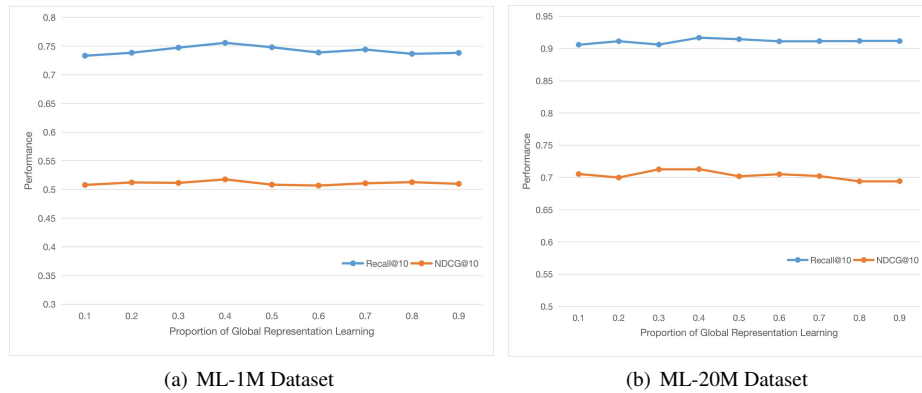 0.8
0.75
0.7
0.65
0.6
0.55
0.5
0.45
0.4
0.35
0.3
Performance
Recall@10 NDCG@10
0.1 0.2 0.3 0.4 0.5 0.6 0.7 0.8 0.9
Proportion of Global Representation Learning
(a) ML-1M Dataset
0.95
0.9
0.85
0.8
0.75
0.7
0.65
0.6
0.55
0.5
Performance
Recall@10 NDCG@10
0.1 0.2 0.3 0.4 0.5 0.6 0.7 0.8 0.9
Proportion of Global Representation Learning
(b) ML-20M Dataset